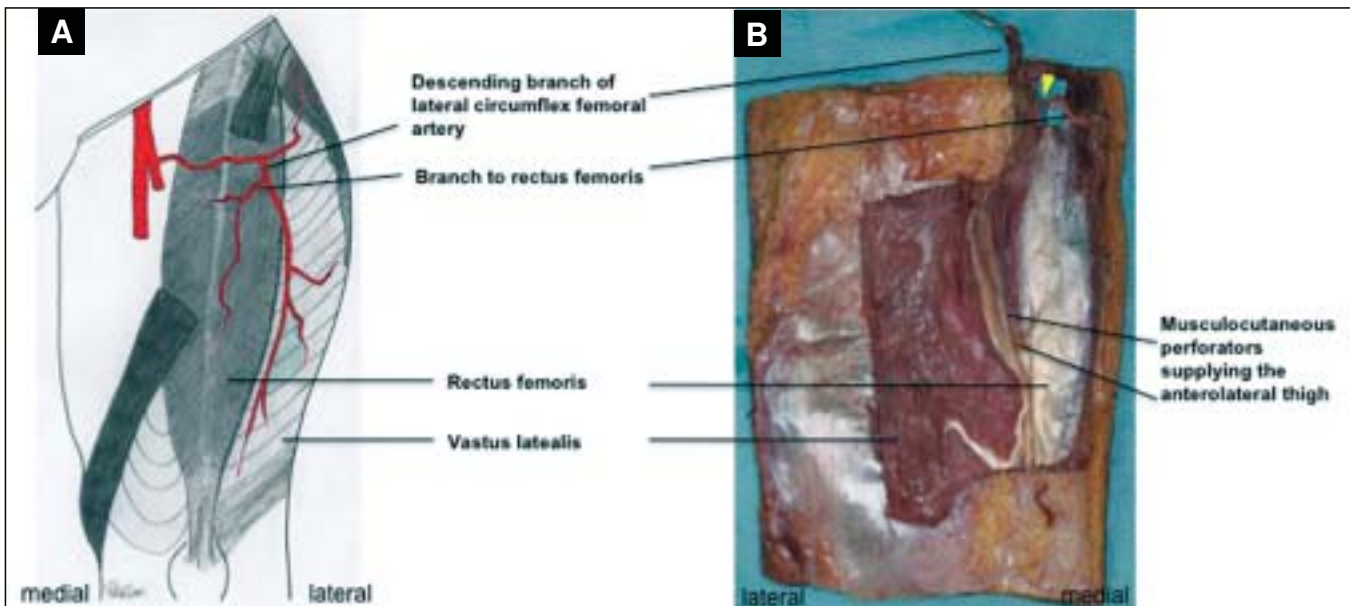 A
B
Descending branch of
lateral circumflex femoral
artery
Branch to rectus femoris
Musculocutaneous
perforators
supplying the
anterolateral thigh
Rectus femoris
Vastus latealis
medial
lateral
lateral
medial